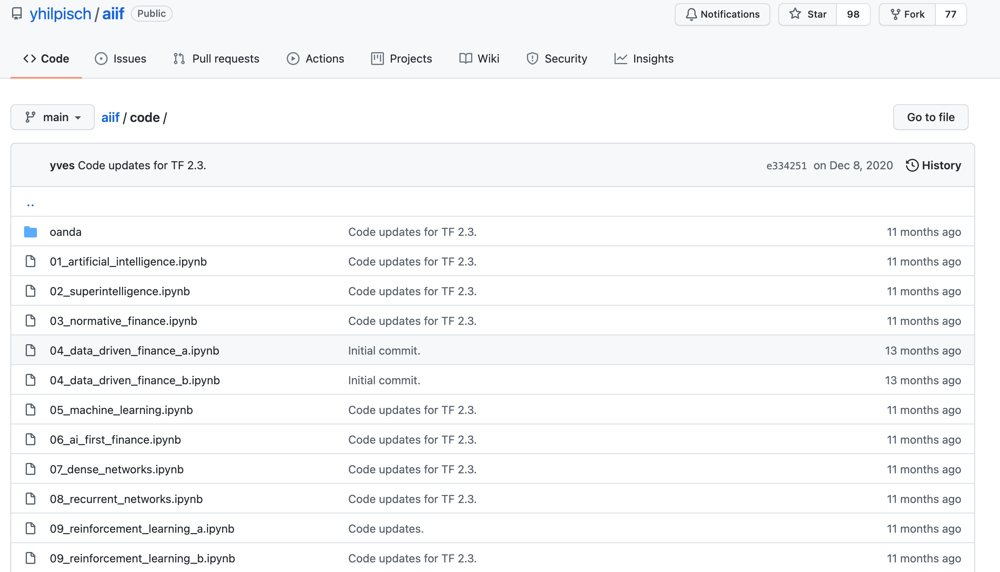 yhilpisch / aiif Public Notifications Star 98 Fork 77
Code Issues Pull requests Actions Projects Wiki Security Insights
main aiif / code / Go to file
yves Code updates for TF 2.3. e334251 on Dec 8, 2020 History
..
oanda Code updates for TF 2.3. 11 months ago
01_artificial_intelligence.ipynb Code updates for TF 2.3. 11 months ago
02_superintelligence.ipynb Code updates for TF 2.3. 11 months ago
03_normative_finance.ipynb Code updates for TF 2.3. 11 months ago
04_data_driven_finance_a.ipynb Initial commit. 13 months ago
04_data_driven_finance_b.ipynb Initial commit. 13 months ago
05_machine_learning.ipynb Code updates for TF 2.3. 11 months ago
06_ai_first_finance.ipynb Code updates for TF 2.3. 11 months ago
07_dense_networks.ipynb Code updates for TF 2.3. 11 months ago
08_recurrent_networks.ipynb Code updates for TF 2.3. 11 months ago
09_reinforcement_learning_a.ipynb Code updates. 11 months ago
09_reinforcement_learning_b.ipynb Code updates for TF 2.3. 11 months ago